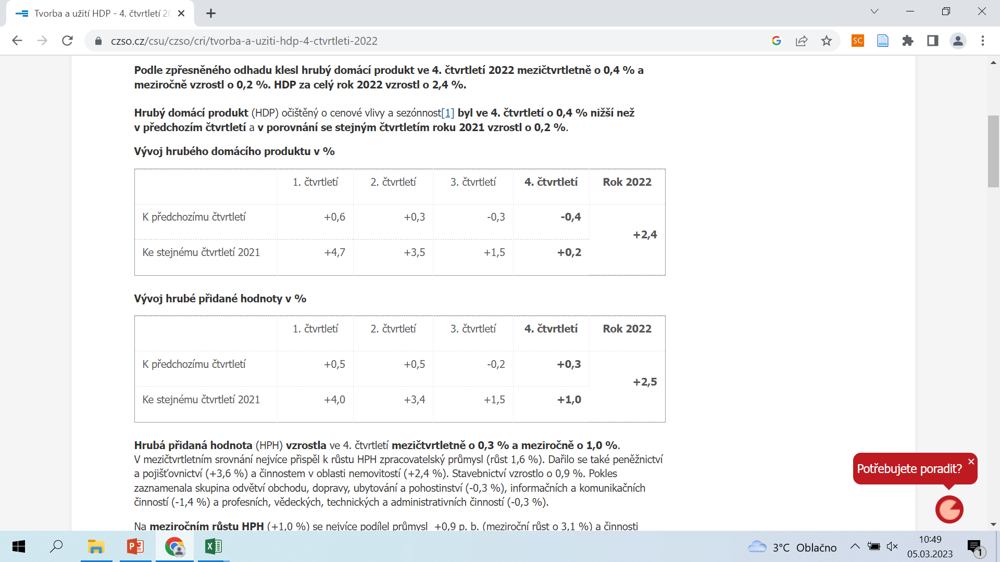 Tvorba a užití HDP - 4. čtvrtletí 20
czso.cz/csu/czso/cri/tvorba-a-uziti-hdp-4-ctvrtleti-2022
SC
Podle zpřesněného odhadu klesl hrubý domácí produkt ve 4. čtvrtletí 2022 mezičtvrtletně o 0,4 % a
meziročně vzrostl o 0,2 %. HDP za celý rok 2022 vzrostl o 2,4 %.
Hrubý domácí produkt (HDP) očištěný o cenové vlivy a sezónnost[1] byl ve 4. čtvrtletí o 0,4 % nižší než
v předchozím čtvrtletí a v porovnání se stejným čtvrtletím roku 2021 vzrostl o 0,2 %.
Vývoj hrubého domácího produktu v %
1. čtvrtletí 2. čtvrtletí 3. čtvrtletí 4. čtvrtletí Rok 2022
K předchozímu čtvrtletí +0,6 +0,3 -0,3 -0,4
+2,4
Ke stejnému čtvrtletí 2021 +4,7 +3,5 +1,5 +0,2
Vývoj hrubé přidané hodnoty v %
1. čtvrtletí 2. čtvrtletí 3. čtvrtletí 4. čtvrtletí Rok 2022
K předchozímu čtvrtletí +0,5 +0,5 -0,2 +0,3
+2,5
Ke stejnému čtvrtletí 2021 +4,0 +3,4 +1,5 +1,0
Hrubá přidaná hodnota (HPH) vzrostla ve 4. čtvrtletí mezičtvrtletně o 0,3 % a meziročně o 1,0 %.
V mezičtvrtletním srovnání nejvíce přispěl k růstu HPH zpracovatelský průmysl (růst 1,6 %). Dařilo se také peněžnictví
a pojišťovnictví (+3,6 %) a činnostem v oblasti nemovitostí (+2,4 %). Stavebnictví vzrostlo o 0,9 %. Pokles
zaznamenala skupina odvětví obchodu, dopravy, ubytování a pohostinství (-0,3 %), informačních a komunikačních
činností (-1,4 %) a profesních, vědeckých, technických a administrativních činností (-0,3 %).
Na meziročním růstu HPH (+1,0 %) se nejvíce podílel průmysl +0,9 p. b. (meziroční růst o 3,1 %) a činnosti
Potřebujete poradit?
3°C Oblačno
10:49
05.03.2023
1